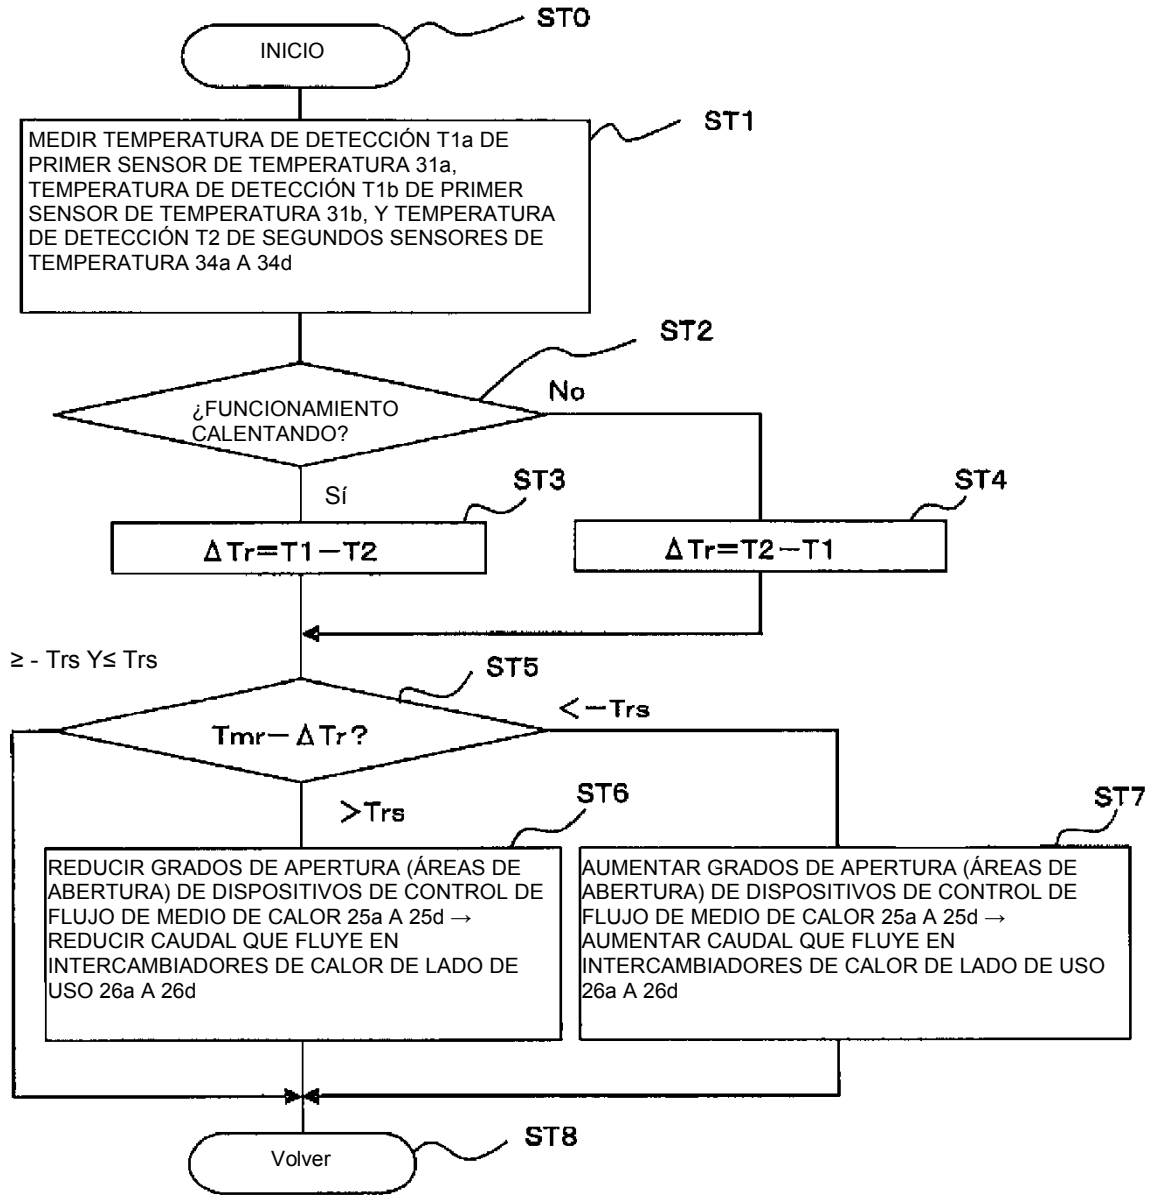 STO
INICIO
ST1
MEDIR TEMPERATURA DE DETECCIÓN T1a DE
PRIMER SENSOR DE TEMPERATURA 31a,
TEMPERATURA DE DETECCIÓN T1b DE PRIMER
SENSOR DE TEMPERATURA 31b, Y TEMPERATURA
DE DETECCIÓN T2 DE SEGUNDOS SENSORES DE
TEMPERATURA 34a A 34d
ST2
No
¿FUNCIONAMIENTO
CALENTANDO?
Sí
ST3
ST4
ΔTr=T1−T2
ΔTr=T2−T1
≥ - Trs Y≤ Trs
ST5
<−Trs
Tmr−ΔTr?
>Trs
ST6
ST7
REDUCIR GRADOS DE APERTURA (ÁREAS DE
ABERTURA) DE DISPOSITIVOS DE CONTROL DE
FLUJO DE MEDIO DE CALOR 25a A 25d →
REDUCIR CAUDAL QUE FLUYE EN
INTERCAMBIADORES DE CALOR DE LADO DE
USO 26a A 26d
AUMENTAR GRADOS DE APERTURA (ÁREAS DE
ABERTURA) DE DISPOSITIVOS DE CONTROL DE
FLUJO DE MEDIO DE CALOR 25a A 25d →
AUMENTAR CAUDAL QUE FLUYE EN
INTERCAMBIADORES DE CALOR DE LADO DE USO
26a A 26d
ST8
Volver